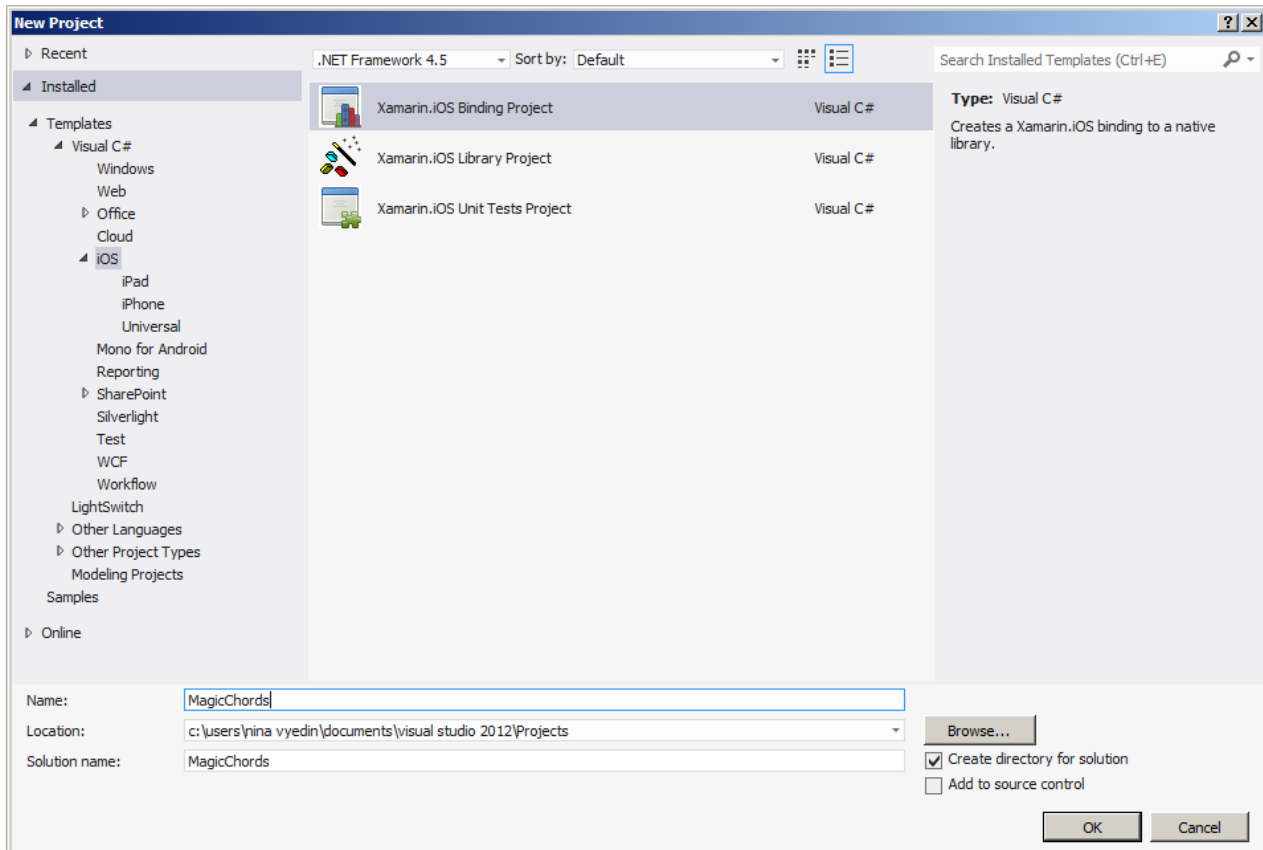 New Project
Recent
Installed
Templates
Visual C#
Windows
Web
Office
Cloud
iOS
iPad
iPhone
Universal
Mono for Android
Reporting
SharePoint
Silverlight
Test
WCF
Workflow
LightSwitch
Other Languages
Other Project Types
Modeling Projects
Samples
Online
.NET Framework 4.5 Sort by: Default
Xamarin.iOS Binding Project Visual C#
Xamarin.iOS Library Project Visual C#
Xamarin.iOS Unit Tests Project Visual C#
Search Installed Templates (Ctrl+E)
Type: Visual C#
Creates a Xamarin.iOS binding to a native
library.
Name: MagicChords
Location: c:\users\nina vyedin\documents\visual studio 2012\Projects
Browse...
Solution name: MagicChords
Create directory for solution
Add to source control
OK Cancel